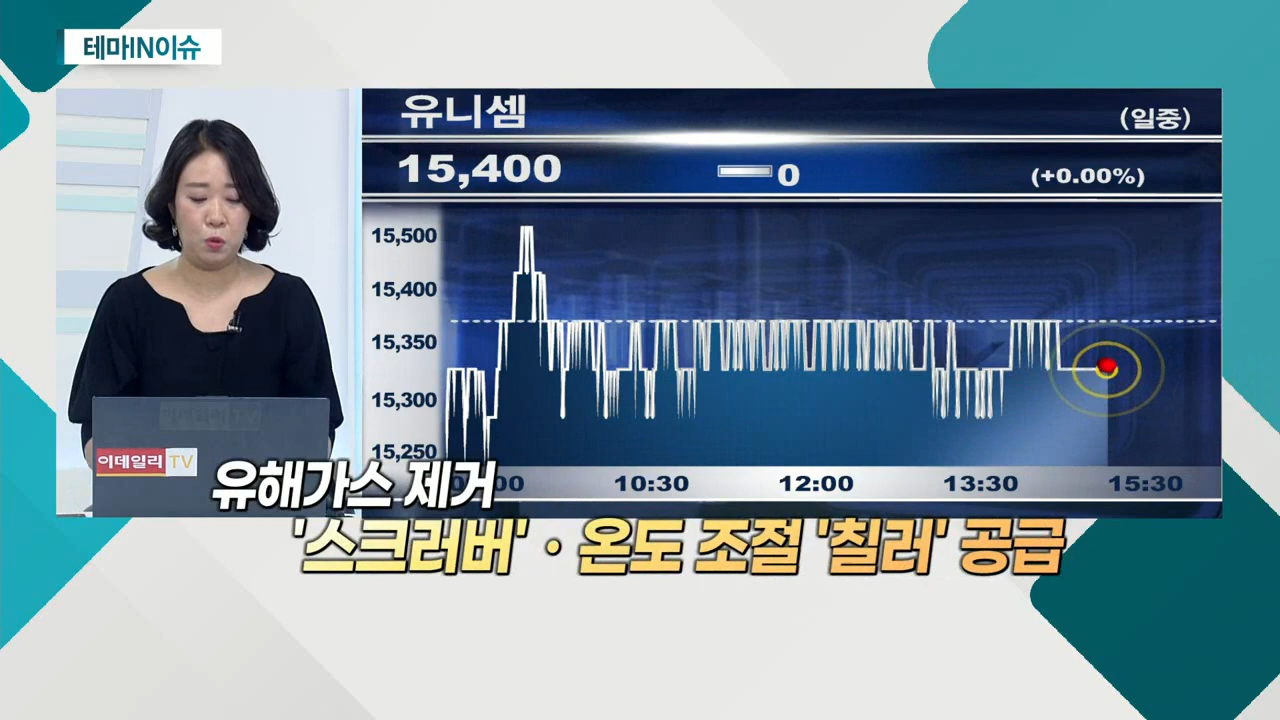 테마IN이슈
유니셈
(일중)
15,400
0
(+0.00%)
15,500
15,400
15,350
15,300
15,250
10:30
12:00
13:30
15:30
이데일리 TV
유해가스 제거
'스크러버'·온도 조절 '칠러' 공급